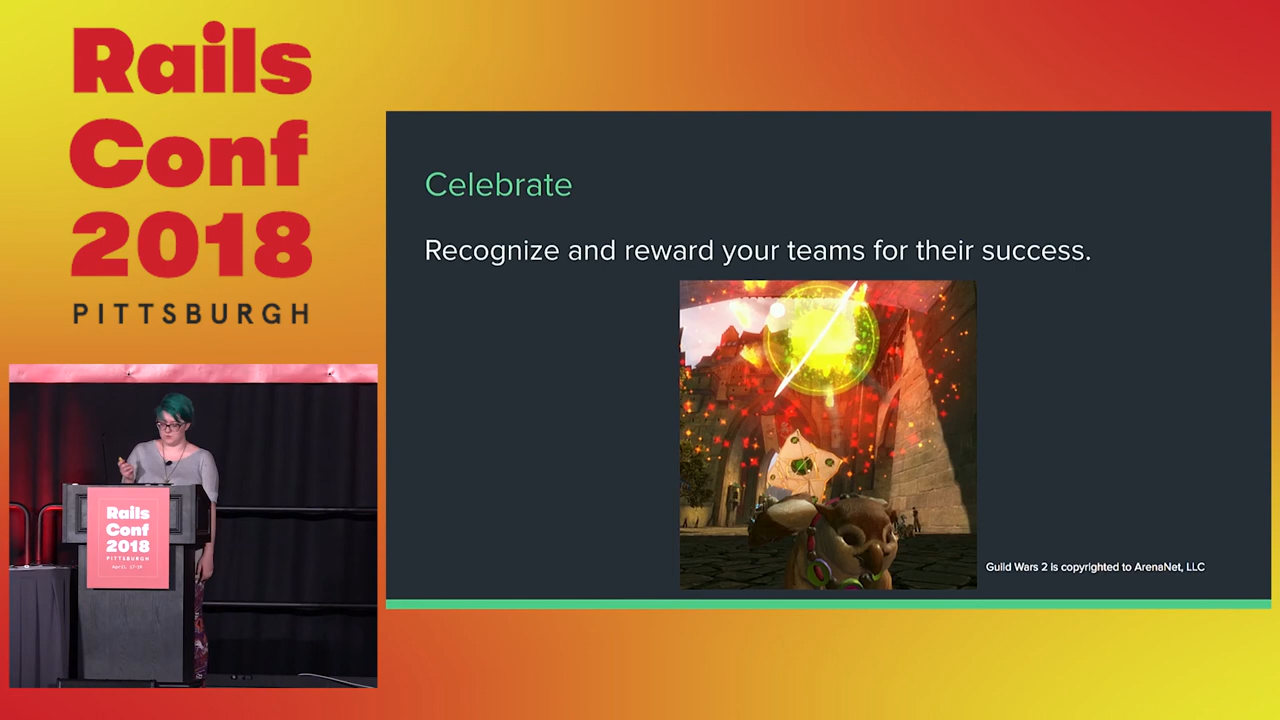 Rails
Conf
2018
PITTSBURGH
Celebrate
Recognize and reward your teams for their success.
Guild Wars 2 is copyrighted to ArenaNet, LLC
Rails
Conf
2018
PITTSBURGH